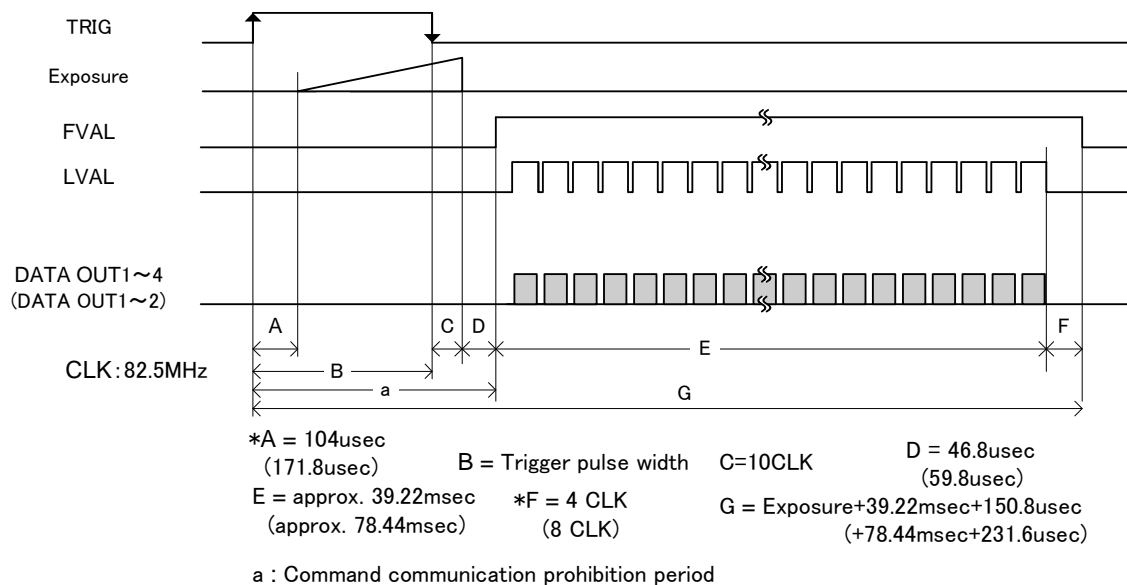 TRIG
Exposure
FVAL
LVAL
DATA OUT1～4
(DATA OUT1～2)
A
C
D
E
F
CLK:82.5MHz
B
a
G
*A = 104usec
(171.8usec)
B = Trigger pulse width
C=10CLK
D = 46.8usec
(59.8usec)
E = approx. 39.22msec
(approx. 78.44msec)
*F = 4 CLK
(8 CLK)
G = Exposure+39.22msec+150.8usec
(+78.44msec+231.6usec)
a : Command communication prohibition period